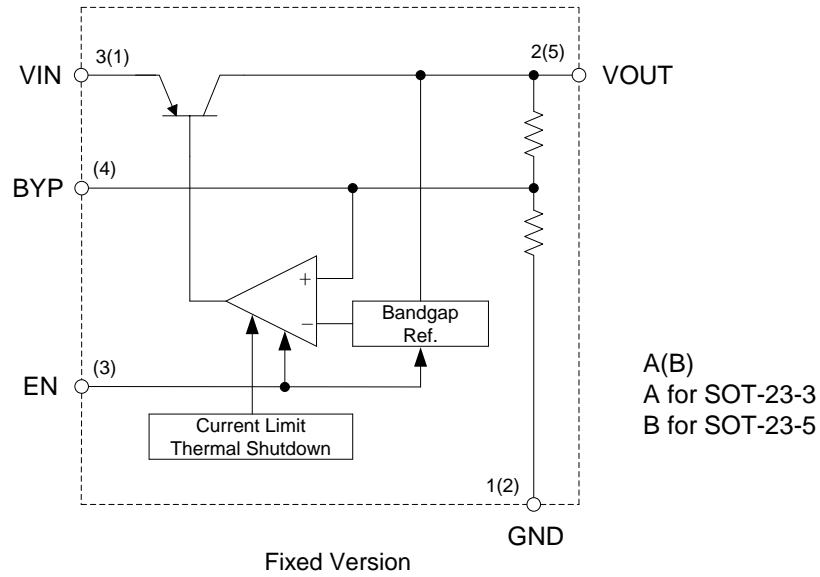 3(1)
2(5)
VIN
VOUT
(4)
BYP
+
−
Bandgap
Ref.
(3)
EN
A(B)
A for SOT-23-3
B for SOT-23-5
Current Limit
Thermal Shutdown
1(2)
GND
Fixed Version